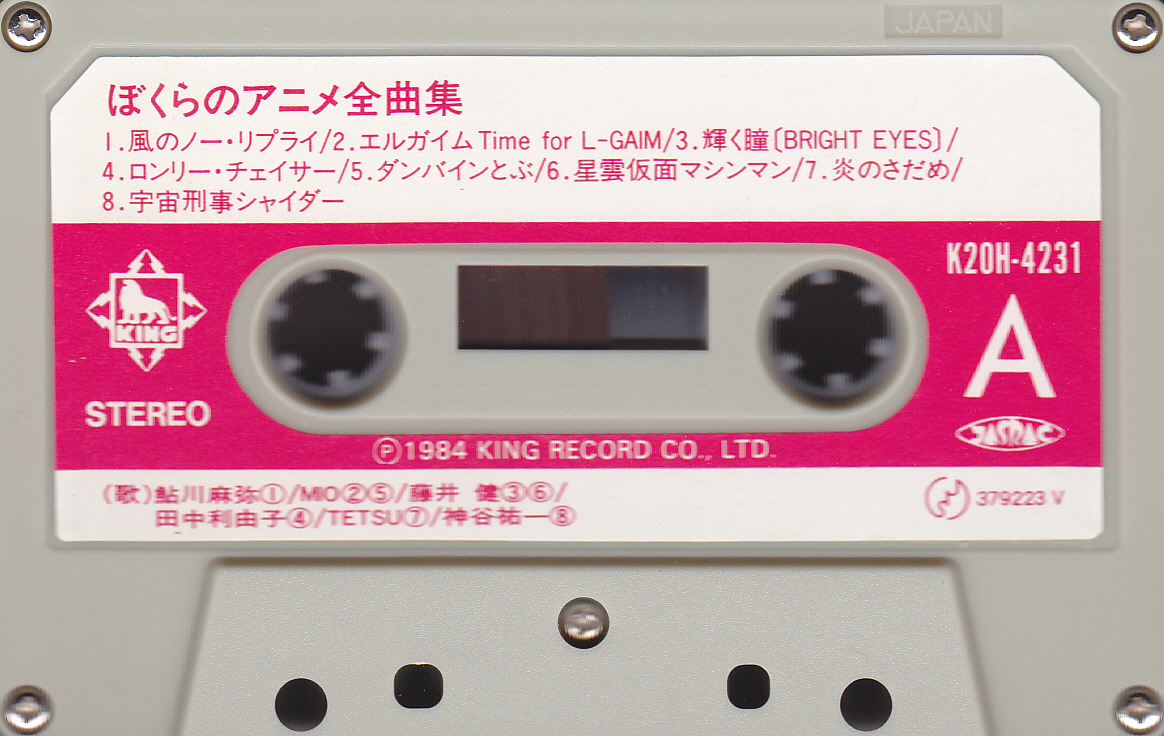 JAPAN
ぼくらのアニメ全曲集
1.風のノー・リプライ/2.エルガイム Time for L-GAIM/3.輝く瞳〔BRIGHT EYES〕/
4.ロンリー・チェイサー/5.ダンバインとぶ/6.星雲仮面マシンマン/7.炎のさだめ/
8.宇宙刑事シャイダー
K20H-4231
KING
A
STEREO
JASRAC
Ⓟ1984 KING RECORD CO., LTD.
(歌)鮎川麻弥①/MIO②⑤/藤井 健③⑥/
田中利由子④/TETSU⑦/神谷祐一⑧
379223 V